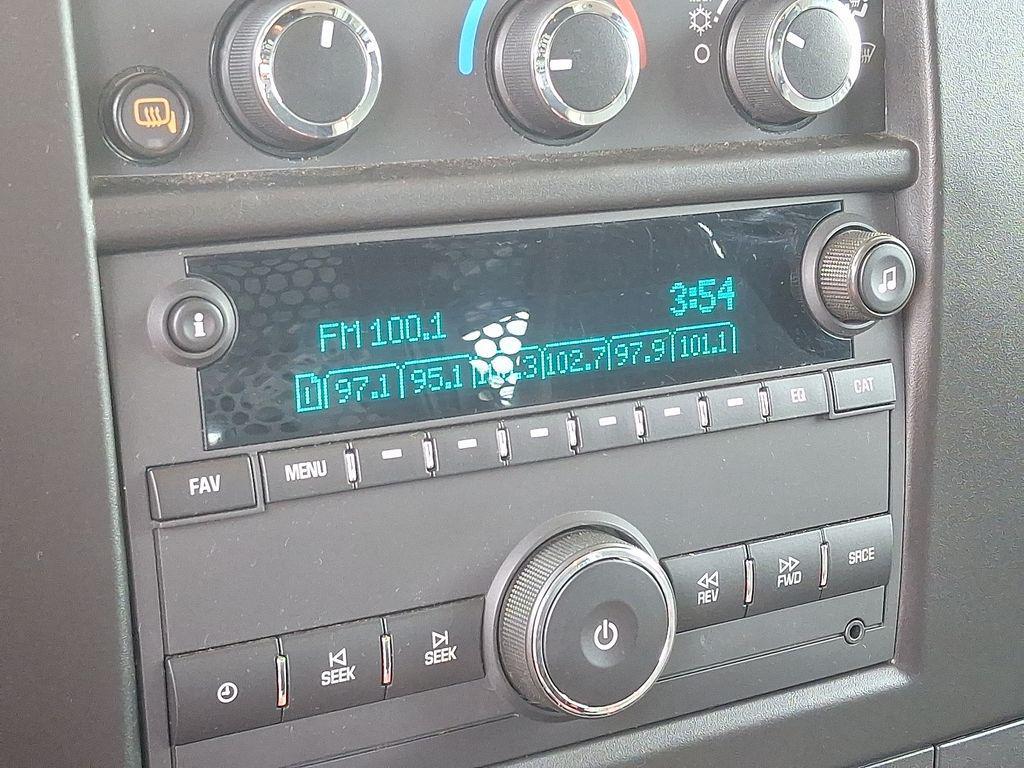 3:54
FM 100.1
1 97.1 95.1 102.7 97.9 101.1
FAV MENU EQ CAT
SEEK SEEK REV FWD SRCE